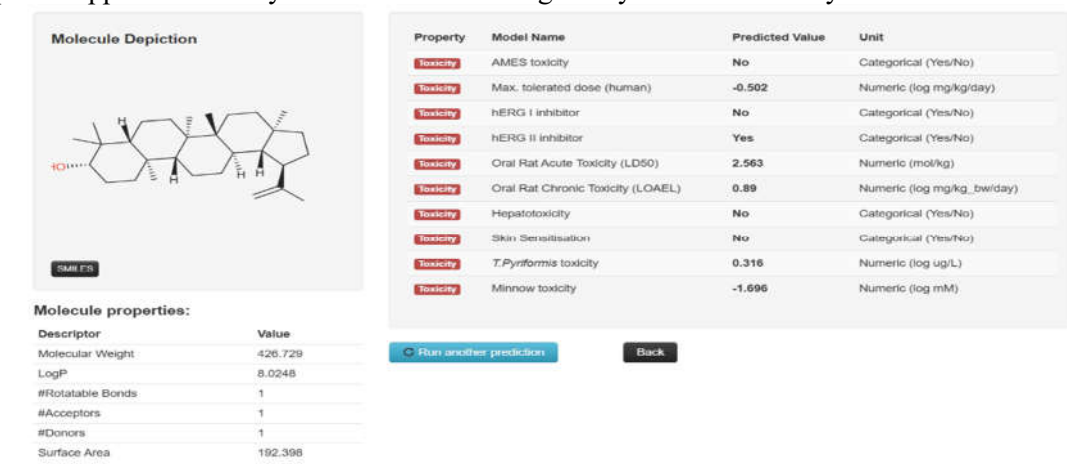 Molecule Depiction
H
HO
H
H
H
SMILES
Molecule properties:
Descriptor Value
Molecular Weight 426.729
LogP 8.0248
#Rotatable Bonds 1
#Acceptors 1
#Donors 1
Surface Area 192.398
Property Model Name Predicted Value Unit
Toxicity AMES toxicity No Categorical (Yes/No)
Toxicity Max. tolerated dose (human) -0.502 Numeric (log mg/kg/day)
Toxicity hERG I inhibitor No Categorical (Yes/No)
Toxicity hERG II inhibitor Yes Categorical (Yes/No)
Toxicity Oral Rat Acute Toxicity (LD50) 2.563 Numeric (mol/kg)
Toxicity Oral Rat Chronic Toxicity (LOAEL) 0.89 Numeric (log mg/kg_bw/day)
Toxicity Hepatotoxicity No Categorical (Yes/No)
Toxicity Skin Sensitisation No Categorical (Yes/No)
Toxicity T.Pyriformis toxicity 0.316 Numeric (log ug/L)
Toxicity Minnow toxicity -1.696 Numeric (log mM)
Run another prediction Back